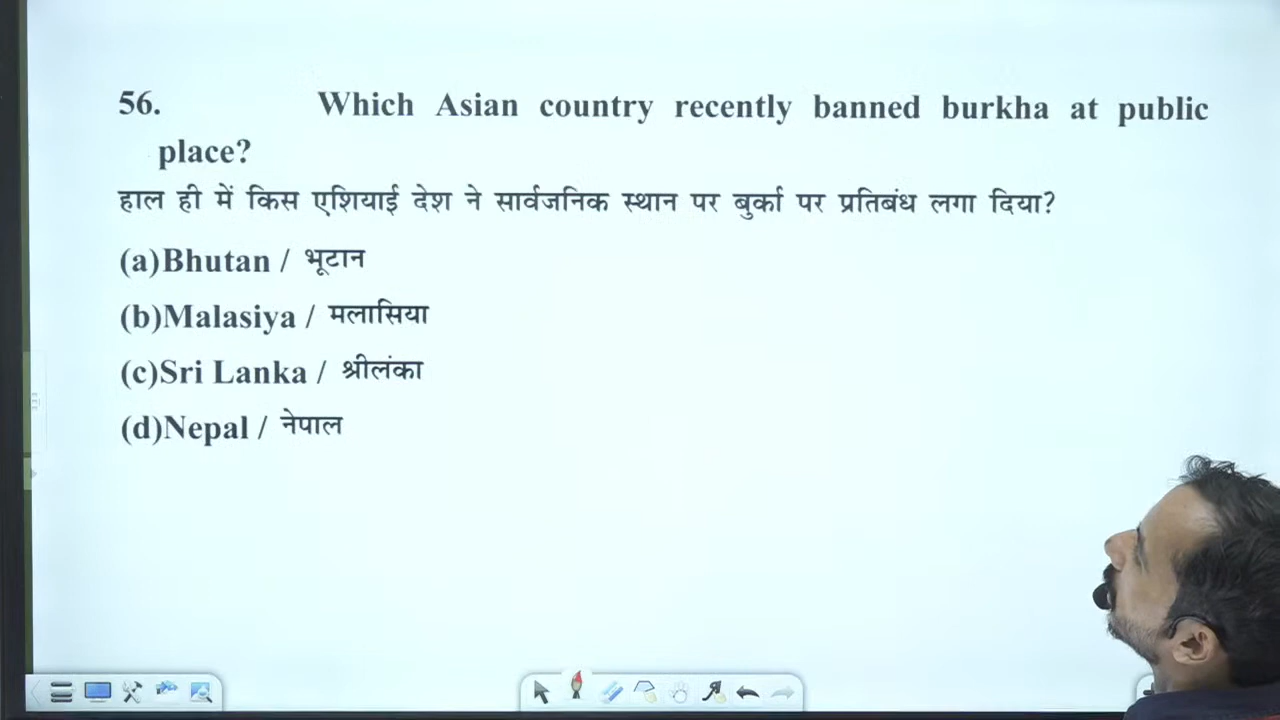 56. Which Asian country recently banned burkha at public
place?
हाल ही में किस एशियाई देश ने सार्वजनिक स्थान पर बुर्का पर प्रतिबंध लगा दिया?
(a)Bhutan / भूटान
(b)Malasiya / मलासिया
(c)Sri Lanka / श्रीलंका
(d)Nepal / नेपाल